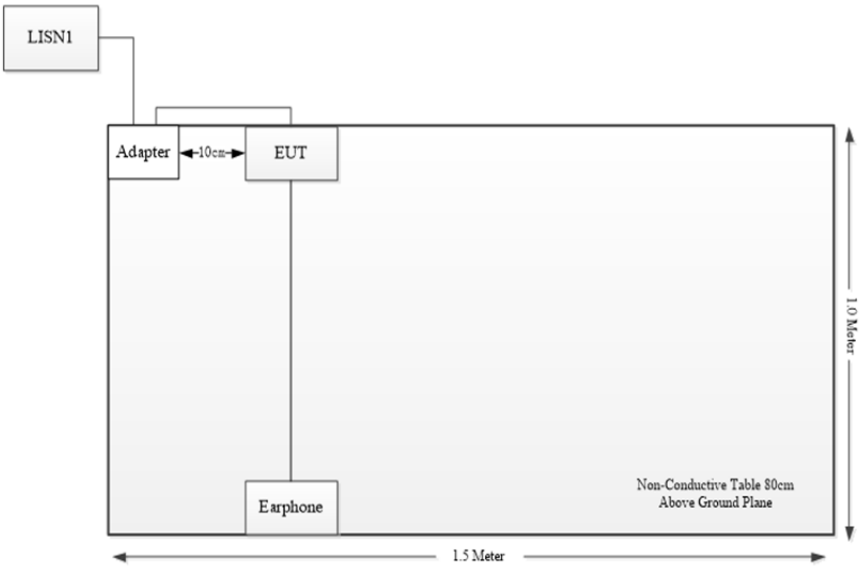 LISN1
Adapter
10cm
EUT
1.0 Meter
Earphone
Non-Conductive Table 80cm
Above Ground Plane
1.5 Meter